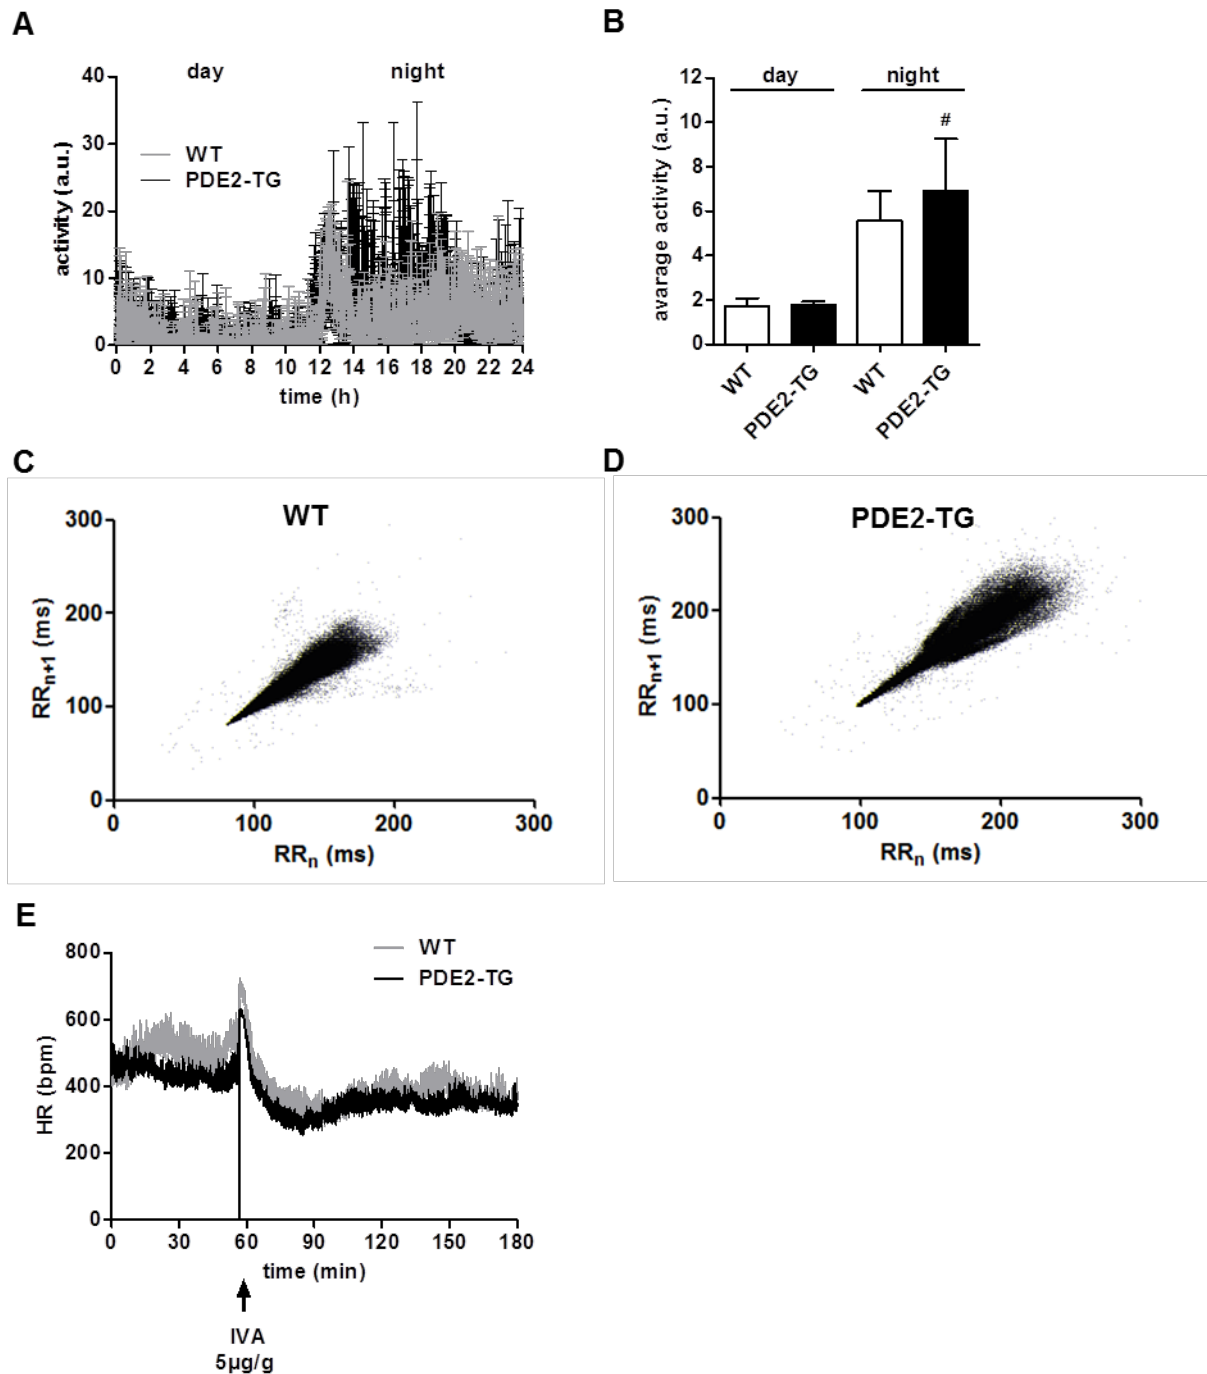 A
day night
40
30
20
10
0
activity (a.u.)
WT
PDE2-TG
0 2 4 6 8 10 12 14 16 18 20 22 24
time (h)
B
day night
12
10
8
6
4
2
0
avarage activity (a.u.)
#
WT PDE2-TG WT PDE2-TG
C
WT
300
200
100
0
RRn+1 (ms)
0 100 200 300
RRn (ms)
D
PDE2-TG
300
200
100
0
RRn+1 (ms)
0 100 200 300
RRn (ms)
E
800
600
400
200
0
HR (bpm)
WT
PDE2-TG
0 30 60 90 120 150 180
time (min)
IVA
5µg/g